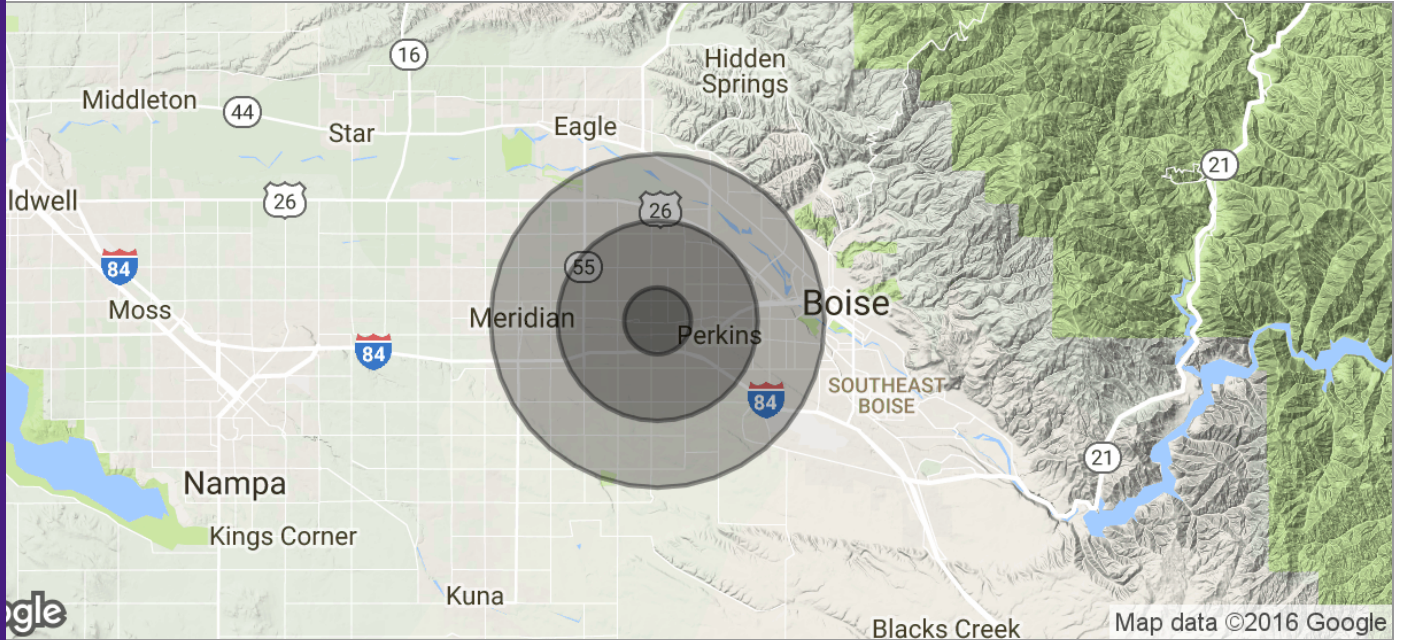 16
Hidden
Springs
Middleton
44
Star
Eagle
21
ldwell
26
26
84
55
Moss
Meridian
Perkins
Boise
84
84
SOUTHEAST
BOISE
21
Nampa
Kings Corner
Kuna
ogle
Blacks Creek
Map data ©2016 Google